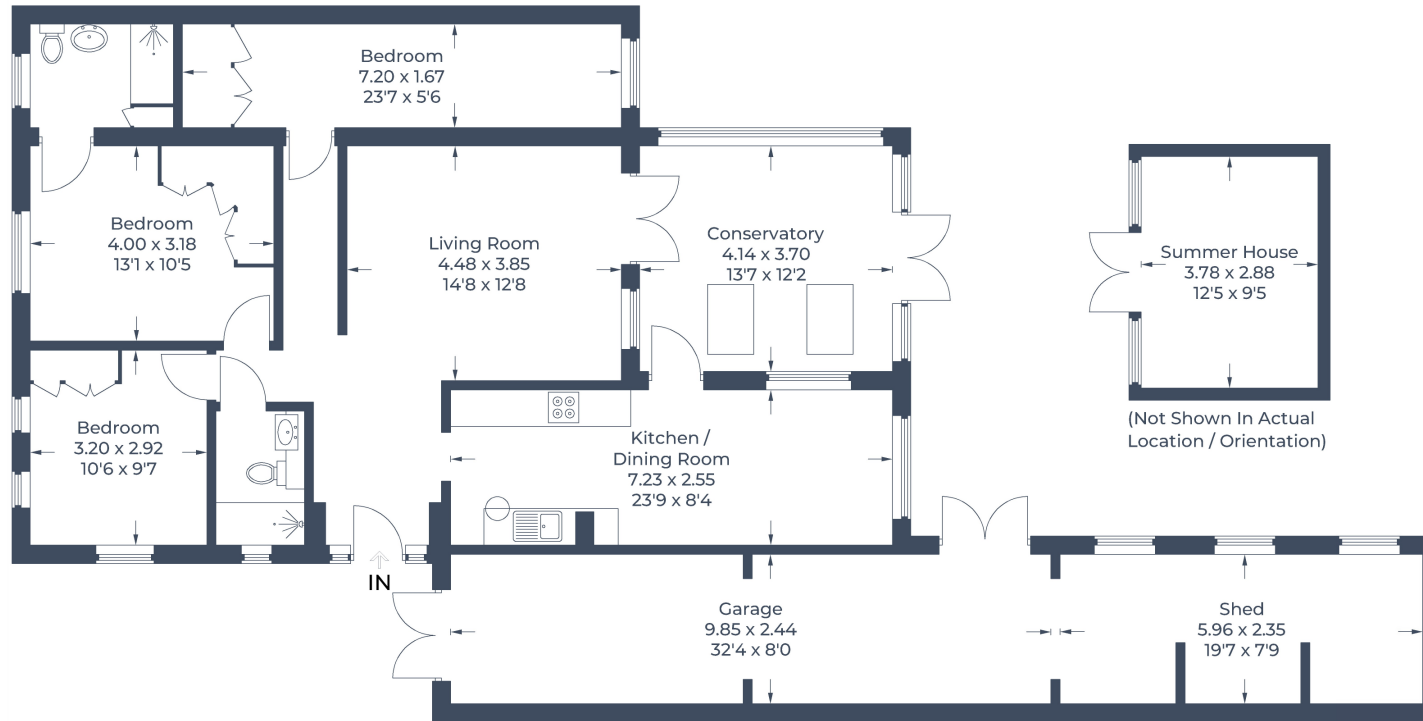 Bedroom
7.20 x 1.67
23'7 x 5'6
Bedroom
4.00 x 3.18
13'1 x 10'5
Living Room
4.48 x 3.85
14'8 x 12'8
Conservatory
4.14 x 3.70
13'7 x 12'2
Summer House
3.78 x 2.88
12'5 x 9'5
(Not Shown In Actual
Location / Orientation)
Bedroom
3.20 x 2.92
10'6 x 9'7
Kitchen /
Dining Room
7.23 x 2.55
23'9 x 8'4
IN
Garage
9.85 x 2.44
32'4 x 8'0
Shed
5.96 x 2.35
19'7 x 7'9